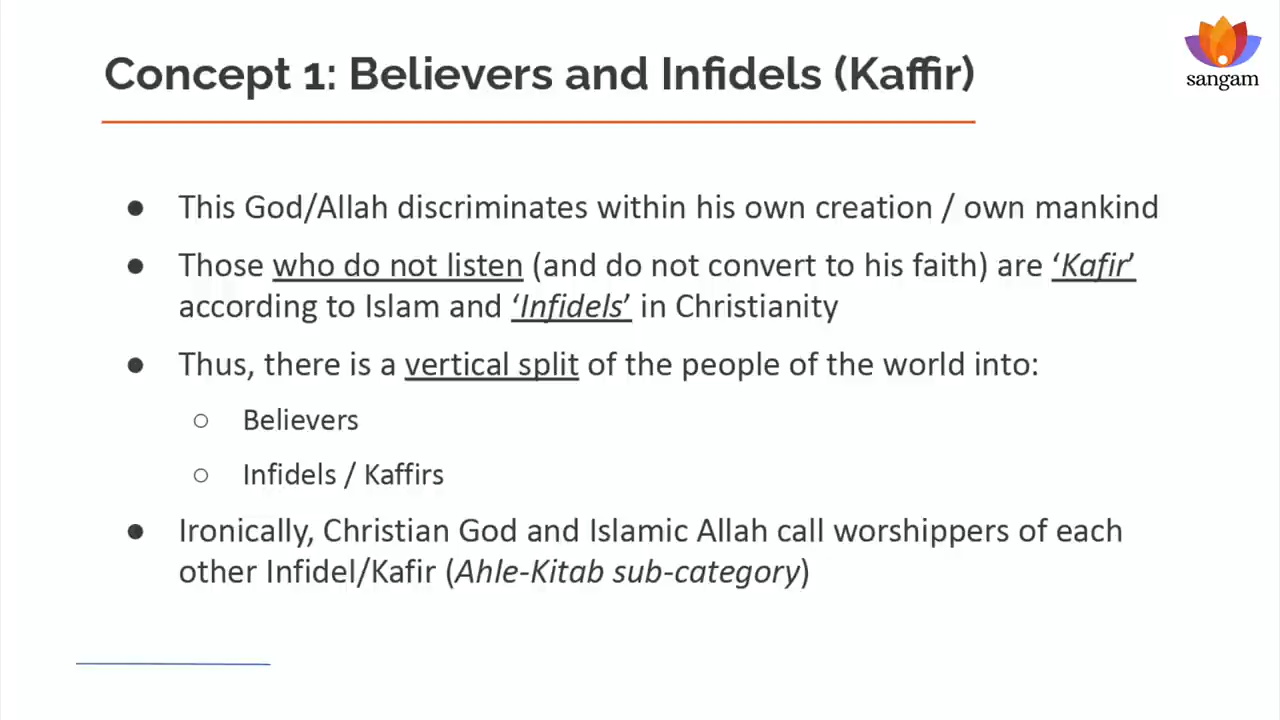 sangam
Concept 1: Believers and Infidels (Kaffir)
● This God/Allah discriminates within his own creation / own mankind
● Those who do not listen (and do not convert to his faith) are ‘Kafir’
according to Islam and ‘Infidels’ in Christianity
● Thus, there is a vertical split of the people of the world into:
○ Believers
○ Infidels / Kaffirs
● Ironically, Christian God and Islamic Allah call worshippers of each
other Infidel/Kafir (Ahle-Kitab sub-category)